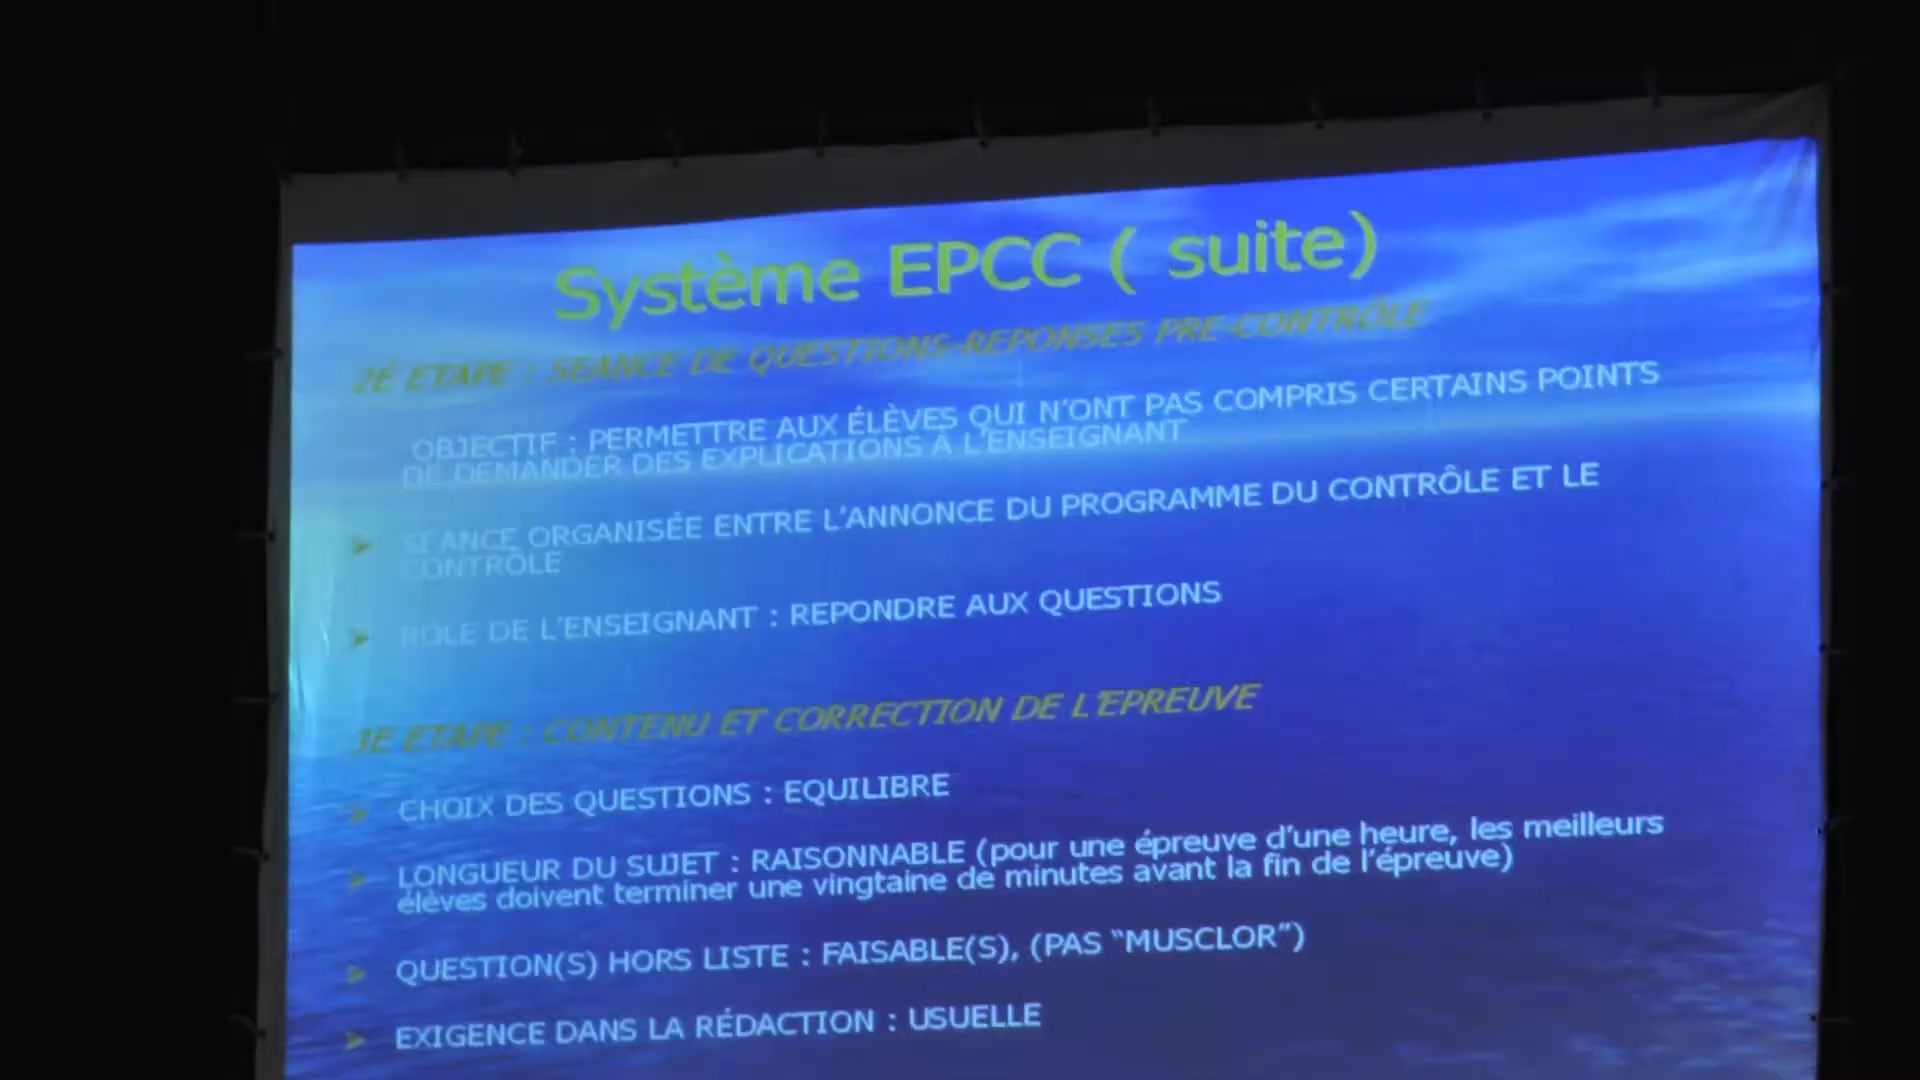 Système EPCC ( suite)
2É ETAPE : SEANCE DE QUESTIONS-REPONSES PRE-CONTRÔLE
OBJECTIF : PERMETTRE AUX ÉLÈVES QUI N'ONT PAS COMPRIS CERTAINS POINTS
DE DEMANDER DES EXPLICATIONS À L'ENSEIGNANT
SÉANCE ORGANISÉE ENTRE L'ANNONCE DU PROGRAMME DU CONTRÔLE ET LE
CONTRÔLE
RÔLE DE L'ENSEIGNANT : REPONDRE AUX QUESTIONS
3E ETAPE : CONTENU ET CORRECTION DE L'EPREUVE
CHOIX DES QUESTIONS : EQUILIBRE
LONGUEUR DU SUJET : RAISONNABLE (pour une épreuve d'une heure, les meilleurs
élèves doivent terminer une vingtaine de minutes avant la fin de l'épreuve)
QUESTION(S) HORS LISTE : FAISABLE(S), (PAS "MUSCLOR")
EXIGENCE DANS LA RÉDACTION : USUELLE